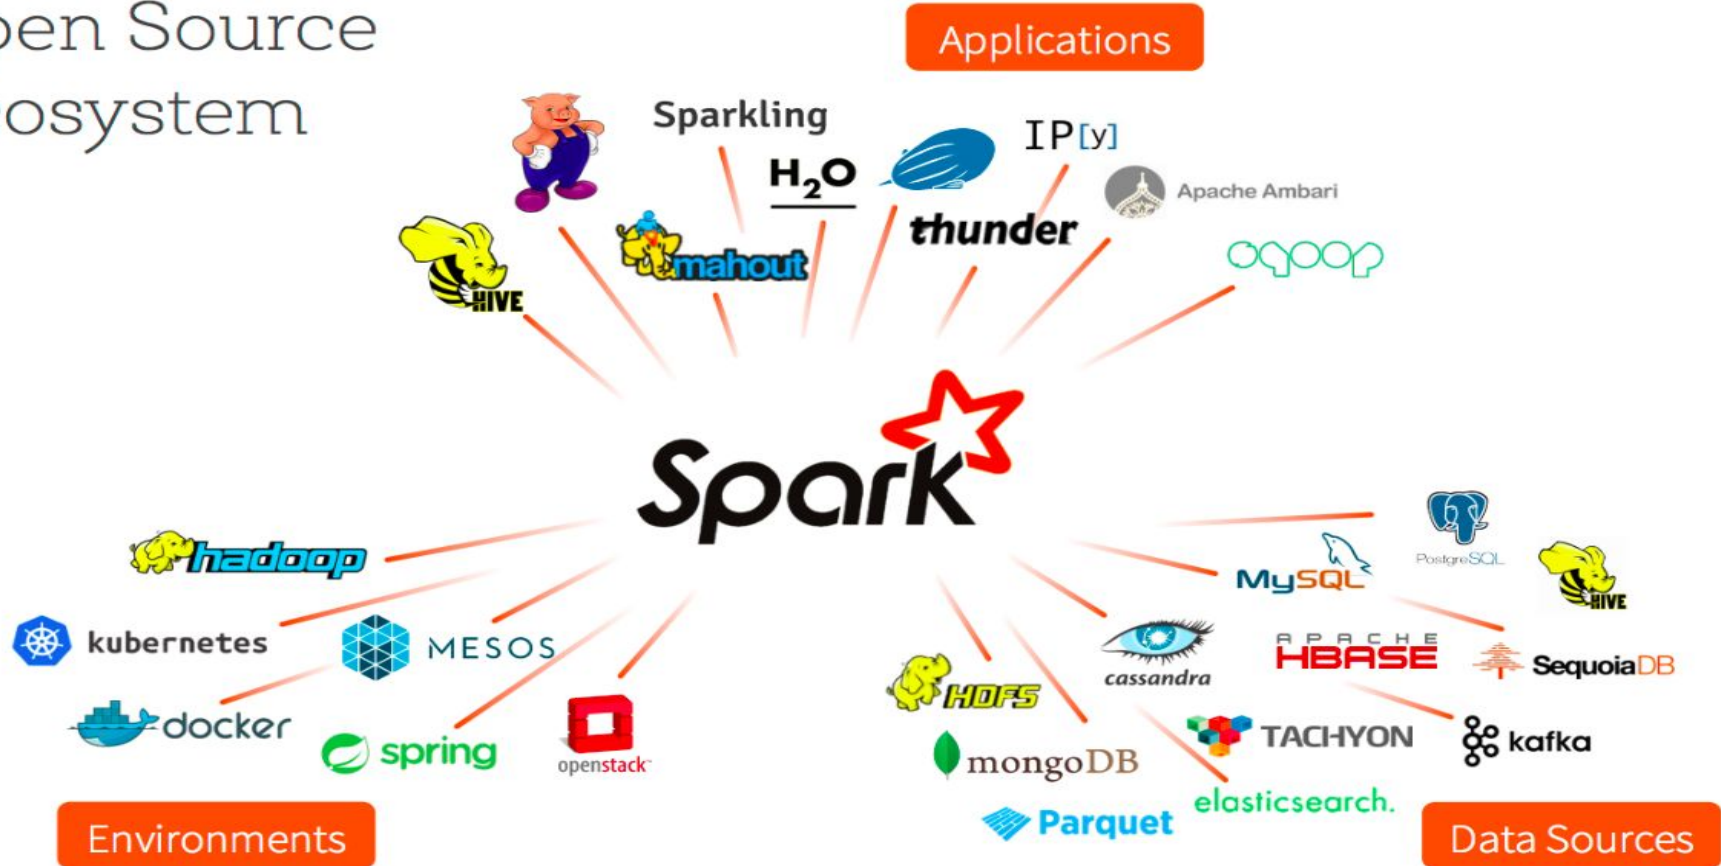 pen Source
osystem
Applications
Sparkling
H₂O
IP[y]
Apache Ambari
thunder
mahout
HIVE
sqoop
Spark
hadoop
kubernetes
MESOS
docker
spring
openstack
Environments
PostgreSQL
MySQL
HIVE
cassandra
APACHE
HBASE
SequoiaDB
HDFS
mongoDB
TACHYON
kafka
elasticsearch.
Parquet
Data Sources